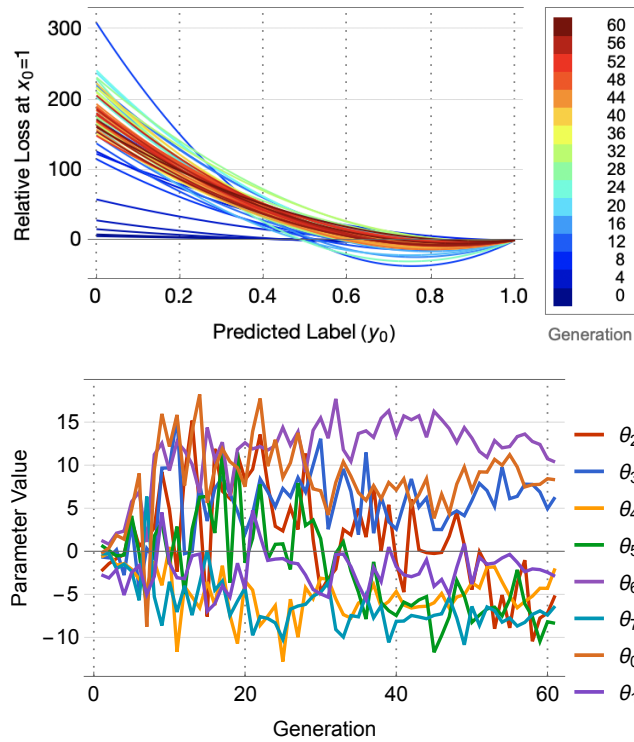 300
200
100
0
Relative Loss at x₀=1
0
0.2
0.4
0.6
0.8
1.0
Predicted Label (y₀)
60
56
52
48
44
40
36
32
28
24
20
16
12
8
4
0
Generation
15
10
5
0
−5
−10
Parameter Value
0
20
40
60
Generation
θ₂
θ₃
θ₄
θ₅
θ₆
θ₇
θ₀
θ₁